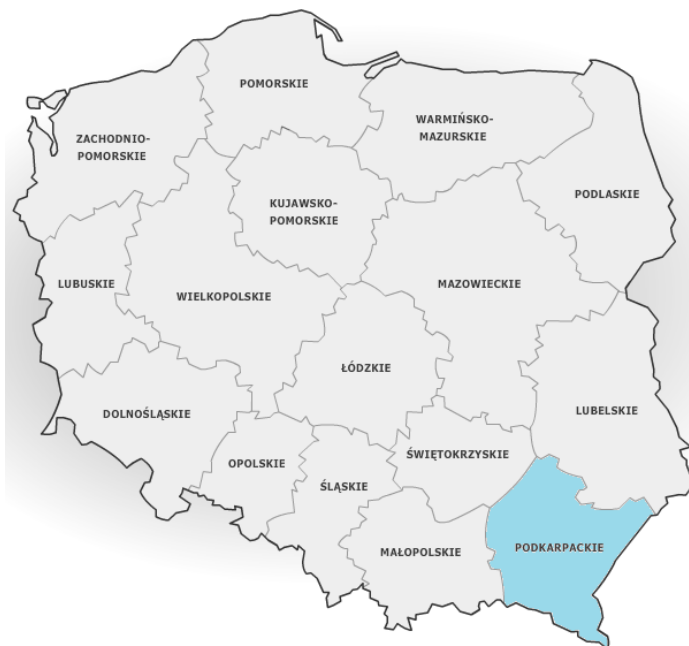 POMORSKIE
WARMIŃSKO-
MAZURSKIE
ZACHODNIO-
POMORSKIE
PODLASKIE
KUJAWSKO-
POMORSKIE
LUBUSKIE
WIELKOPOLSKIE
MAZOWIECKIE
ŁÓDZKIE
DOLNOŚLĄSKIE
LUBELSKIE
OPOLSKIE
ŚWIĘTOKRZYSKIE
ŚLĄSKIE
MAŁOPOLSKIE
PODKARPACKIE